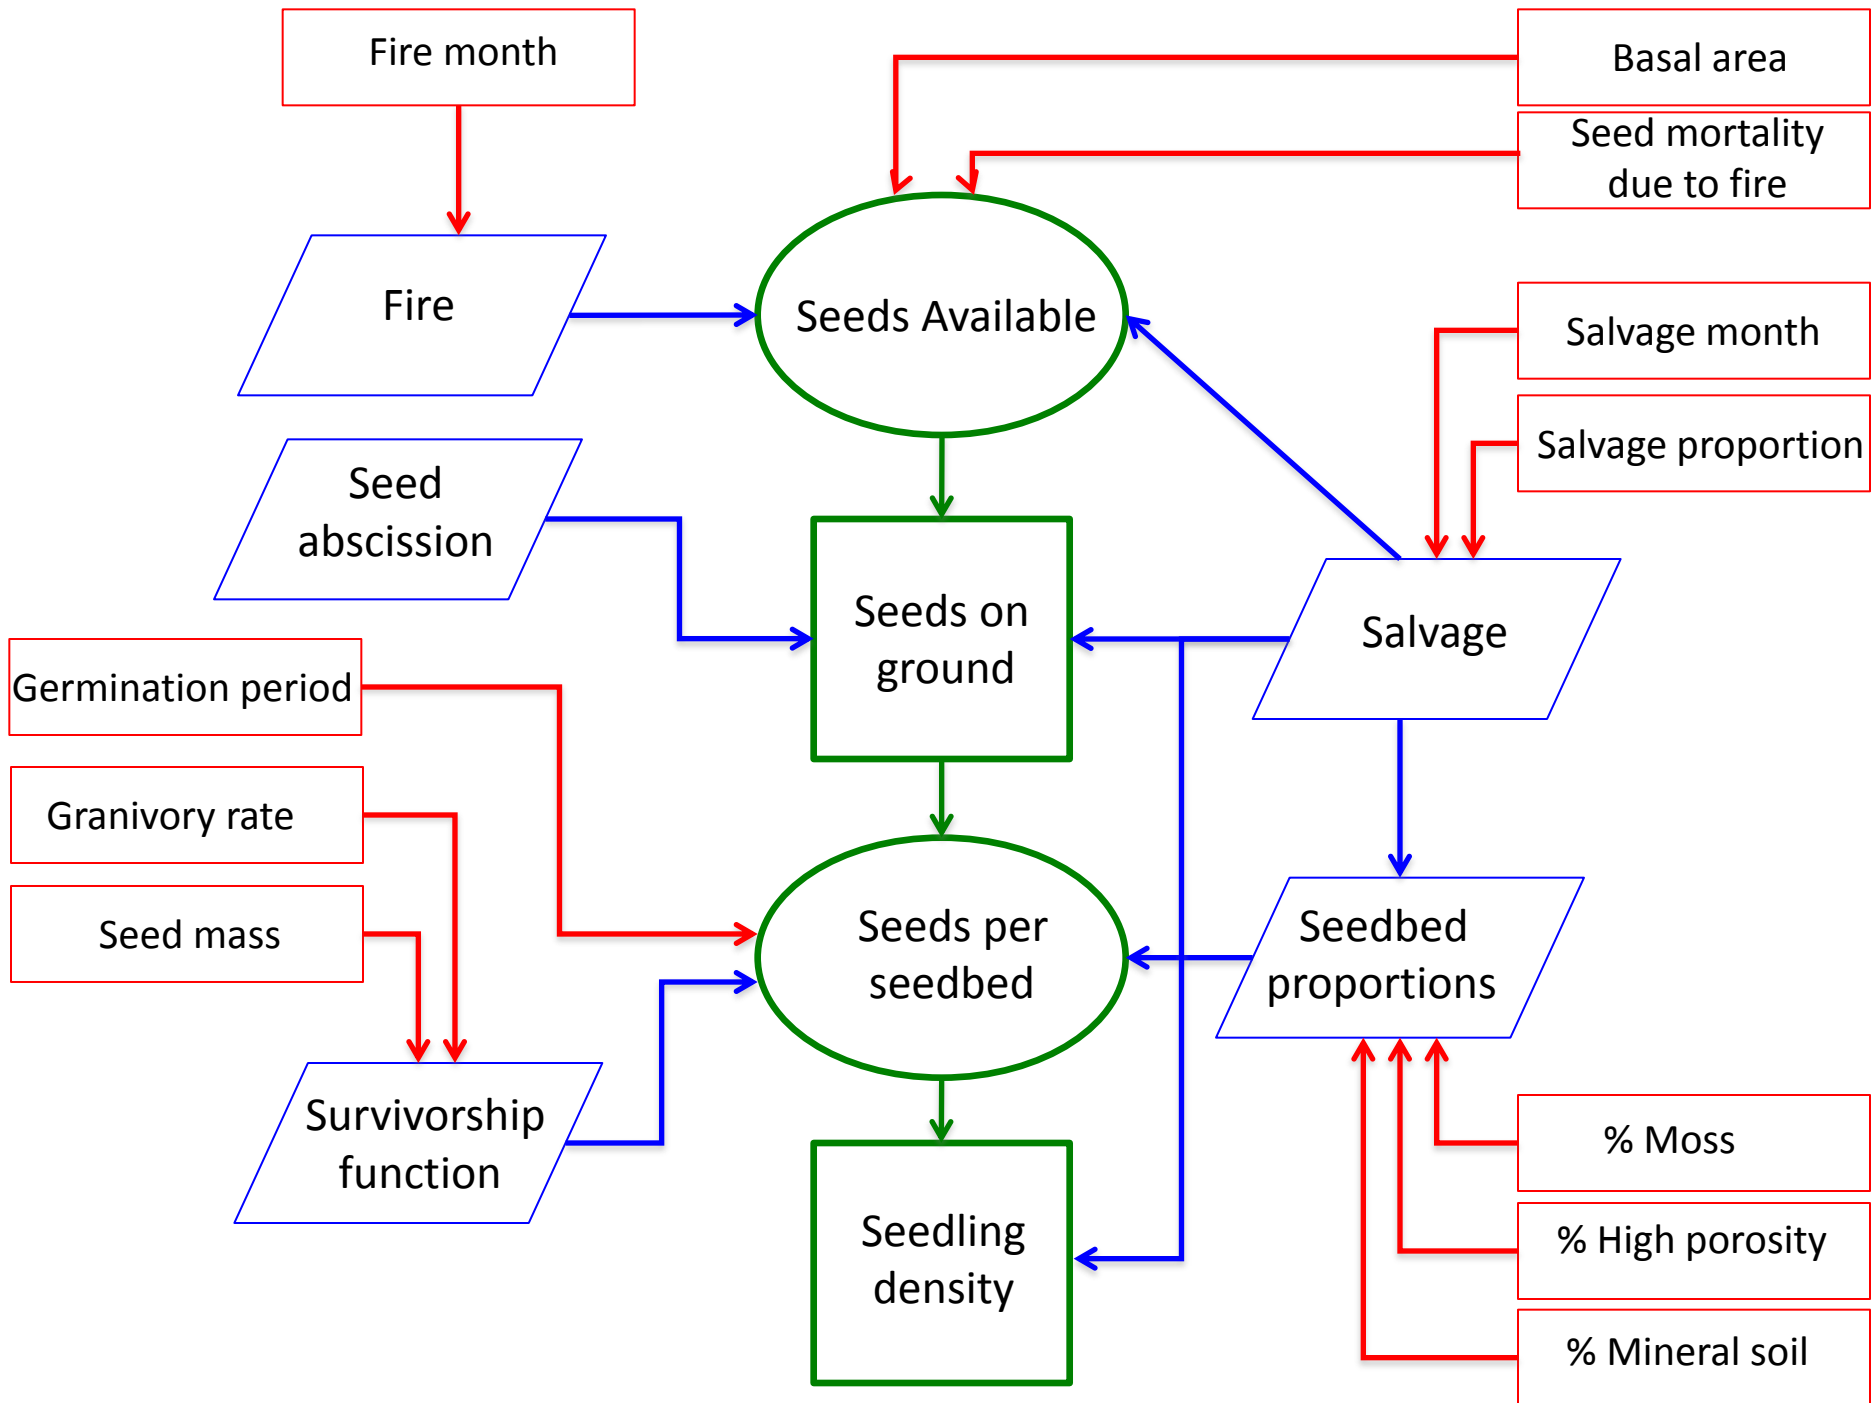 Fire month
Basal area
Seed mortality
due to fire
Fire
Seeds Available
Salvage month
Salvage proportion
Seed
abscission
Seeds on
ground
Salvage
Germination period
Granivory rate
Seed mass
Seeds per
seedbed
Seedbed
proportions
Survivorship
function
% Moss
Seedling
density
% High porosity
% Mineral soil